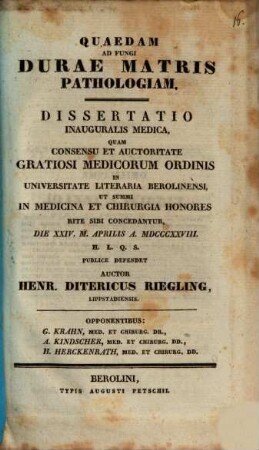 16.
QUAEDAM
AD FUNGI
DURAE MATRIS
PATHOLOGIAM.
DISSERTATIO
INAUGURALIS MEDICA,
QUAM
CONSENSU ET AUCTORITATE
GRATIOSI MEDICORUM ORDINIS
IN
UNIVERSITATE LITERARIA BEROLINENSI,
UT SUMMI
IN MEDICINA ET CHIRURGIA HONORES
RITE SIBI CONCEDANTUR,
DIE XXIV. M. APRILIS A. MDCCCXXVIII.
H. L. Q. S.
PUBLICE DEFENDET
AUCTOR
HENR. DITERICUS RIEGLING,
LIPPSTADIENSIS.
OPPONENTIBUS:
G. KRAHN, MED. ET CHIRURG. DR.,
A. KINDSCHER, MED. ET CHIRURG. DD.,
H. HERCKENRATH, MED. ET CHIRURG. DD.
BEROLINI,
TYPIS AUGUSTI PETSCHII.